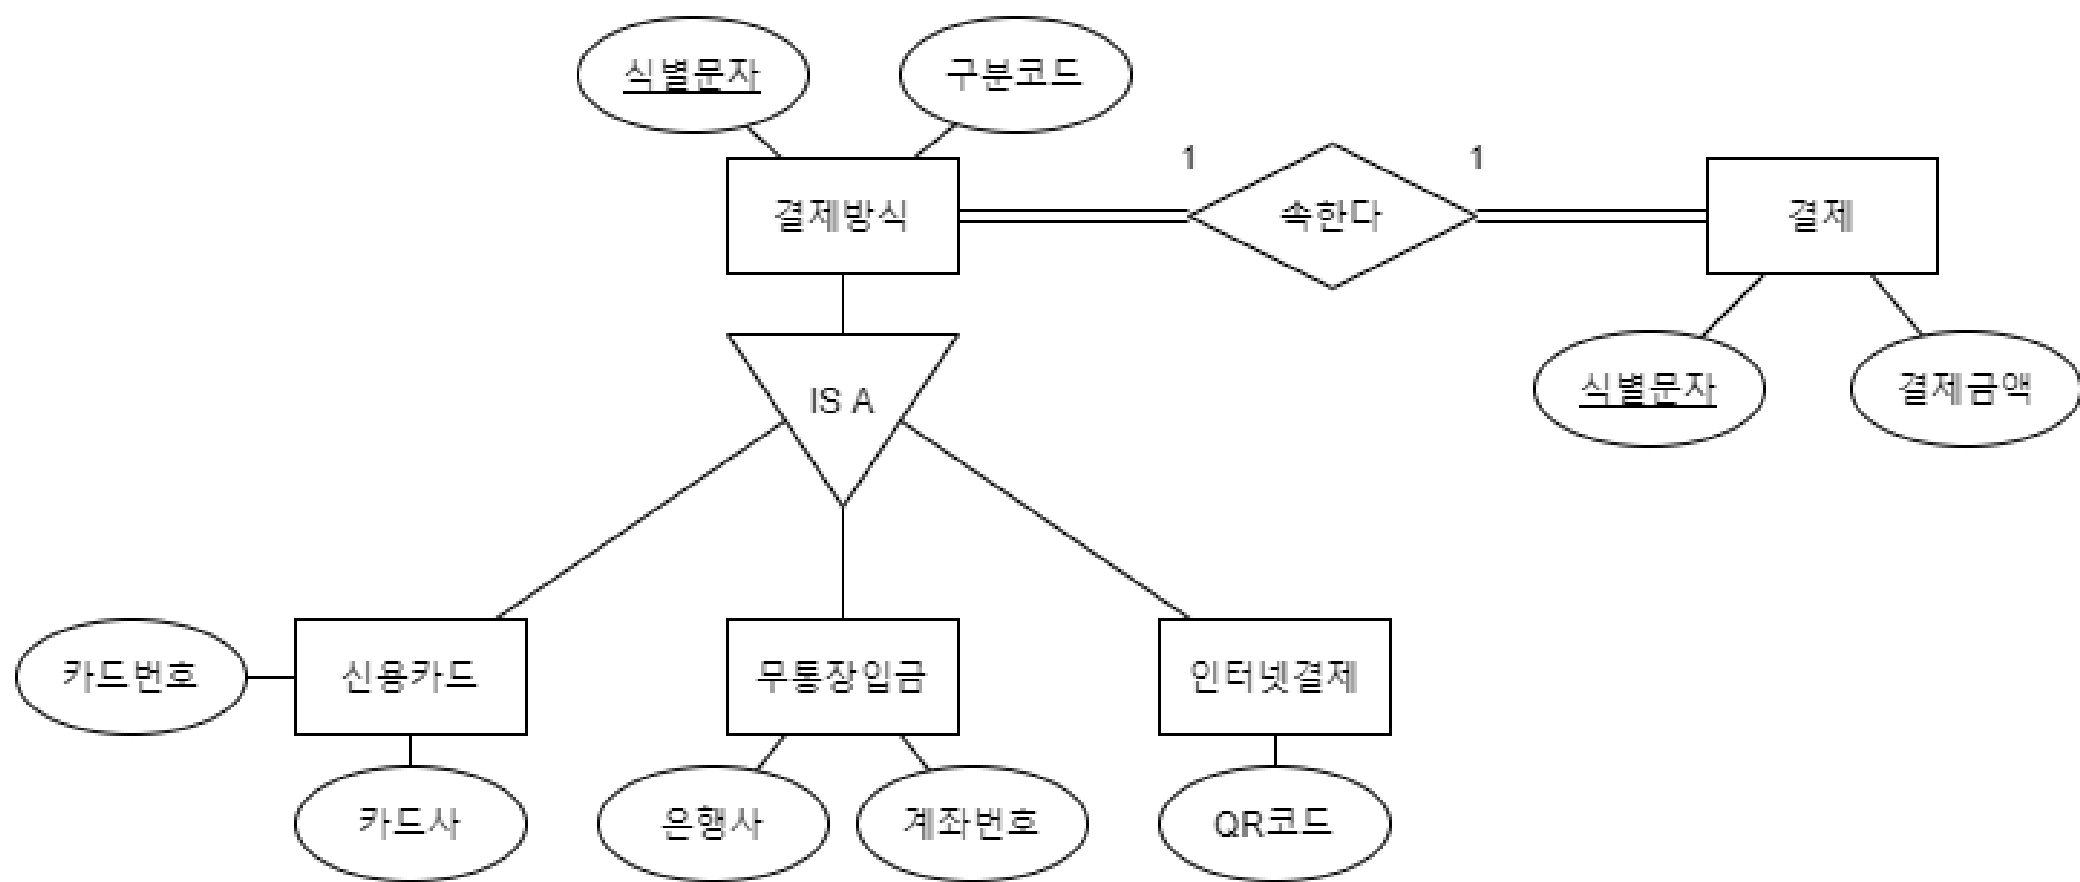 식별문자
구분코드
1
1
결제방식
속한다
결제
IS A
식별문자
결제금액
카드번호
신용카드
무통장입금
인터넷결제
카드사
은행사
계좌번호
QR코드